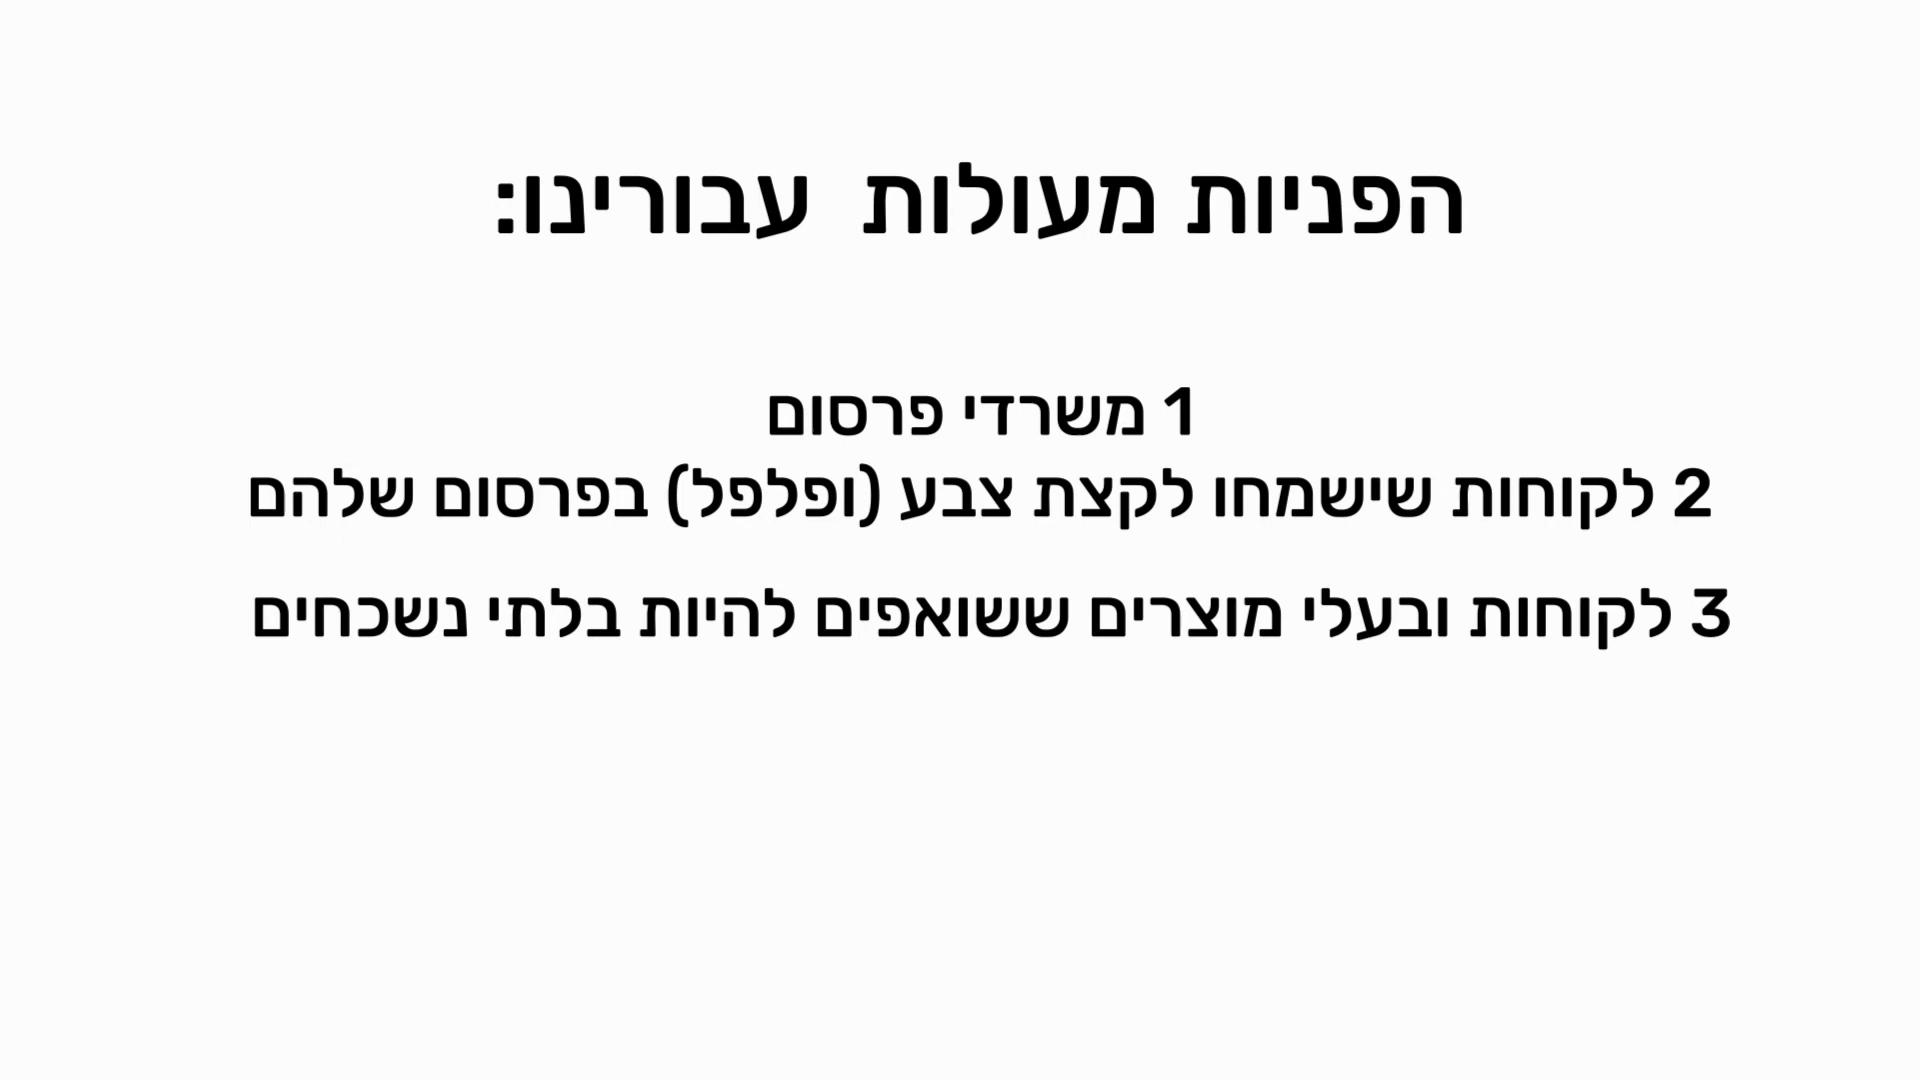 הפניות מעולות  עבורינו:
1 משרדי פרסום
2 לקוחות שישמחו לקצת צבע (ופלפל) בפרסום שלהם
3 לקוחות ובעלי מוצרים ששואפים להיות בלתי נשכחים